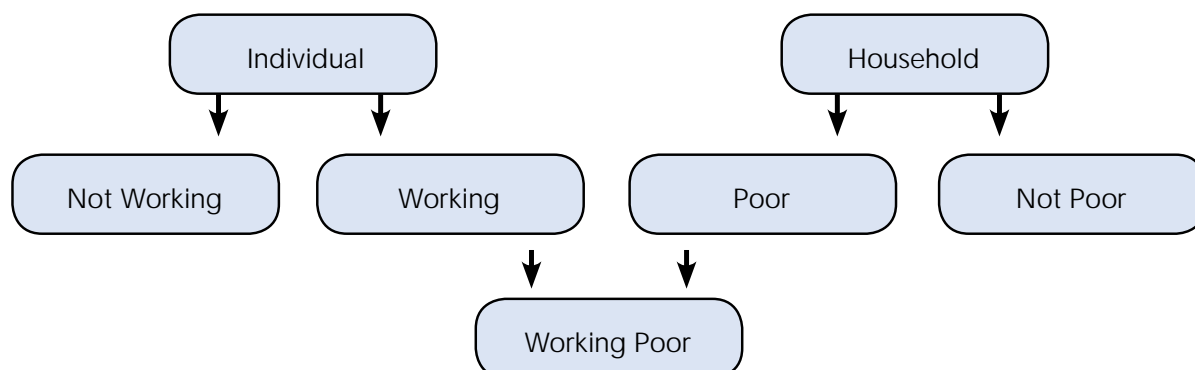 Individual
Household
Not Working
Working
Poor
Not Poor
Working Poor